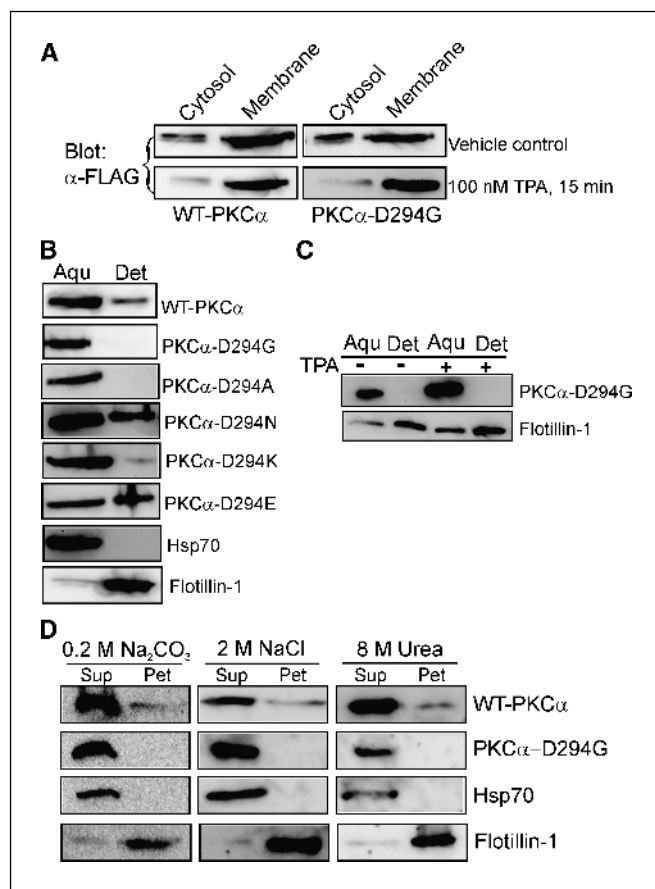 A
Cytosol Membrane Cytosol Membrane
Blot:
α-FLAG
Vehicle control
100 nM TPA, 15 min
WT-PKCα PKCα-D294G
B
Aqu Det
WT-PKCα
PKCα-D294G
PKCα-D294A
PKCα-D294N
PKCα-D294K
PKCα-D294E
Hsp70
Flotillin-1
C
Aqu Det Aqu Det
TPA - - + +
PKCα-D294G
Flotillin-1
D
0.2 M Na₂CO₃ 2 M NaCl 8 M Urea
Sup Pet Sup Pet Sup Pet
WT-PKCα
PKCα-D294G
Hsp70
Flotillin-1